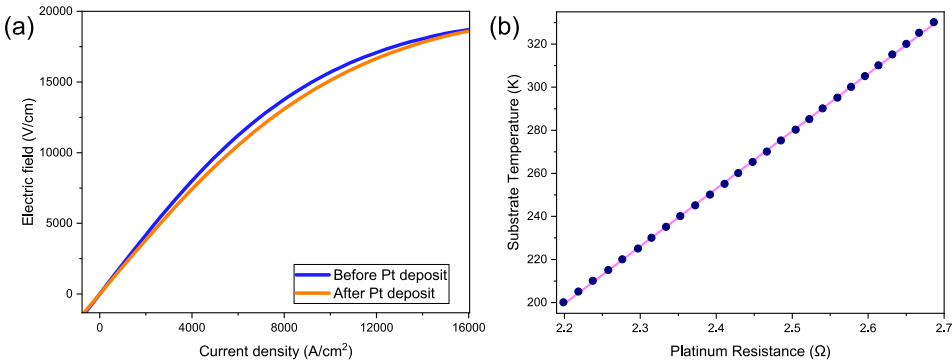 (a)
20000
15000
10000
5000
0
Electric field (V/cm)
Before Pt deposit
After Pt deposit
0 4000 8000 12000 16000
Current density (A/cm²)
(b)
320
300
280
260
240
220
200
Substrate Temperature (K)
2.2 2.3 2.4 2.5 2.6 2.7
Platinum Resistance (Ω)